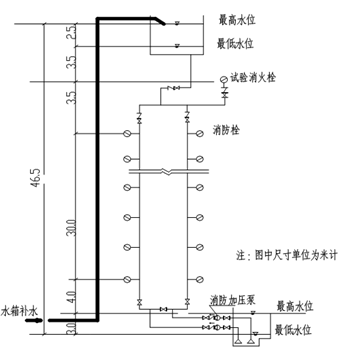 最高水位
2.5
最低水位
3.5
试验消火栓
3.5
消防栓
46.5
30.0
注：图中尺寸单位为米计
消防加压泵
4.0
最高水位
水箱补水
最低水位
3.0